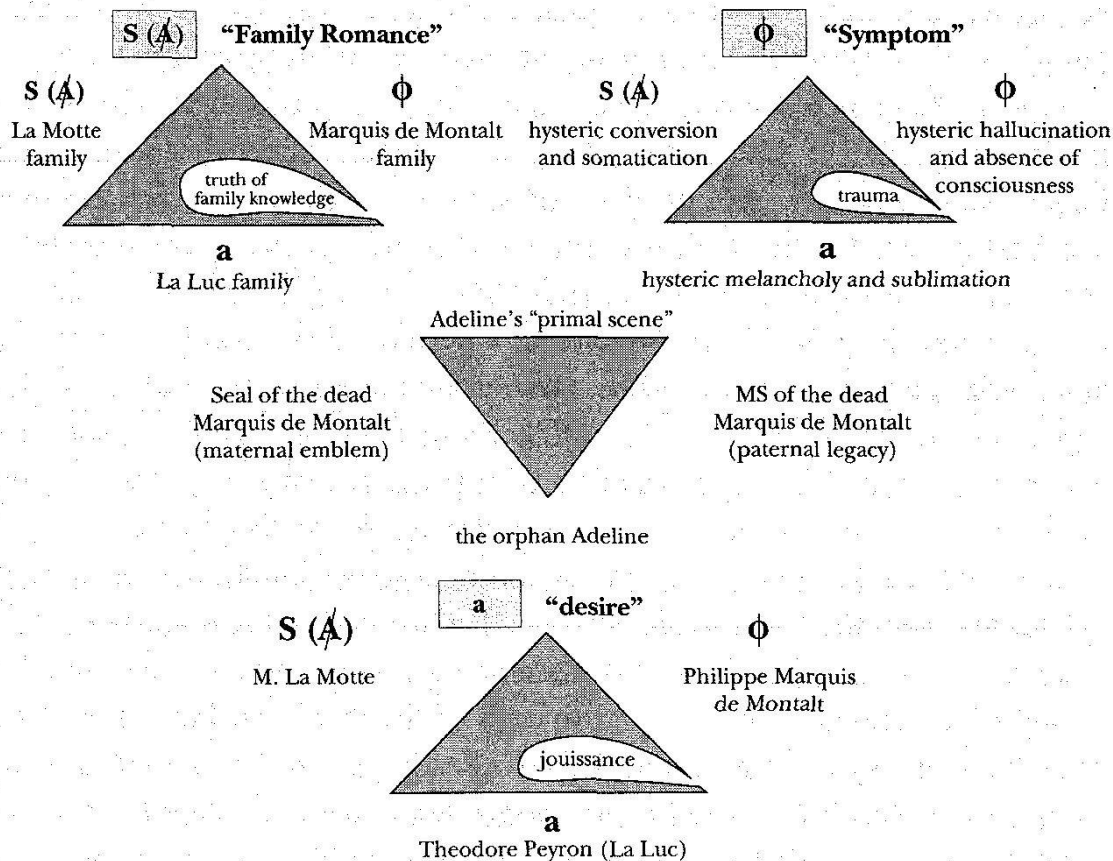 S (Ⱥ) “Family Romance”
S (Ⱥ)
La Motte
family
ϕ
Marquis de Montalt
family
truth of
family knowledge
a
La Luc family
ϕ “Symptom”
S (Ⱥ)
hysteric conversion
and somatication
ϕ
hysteric hallucination
and absence of
consciousness
trauma
a
hysteric melancholy and sublimation
Adeline’s “primal scene”
Seal of the dead
Marquis de Montalt
(maternal emblem)
MS of the dead
Marquis de Montalt
(paternal legacy)
the orphan Adeline
a “desire”
S (Ⱥ)
M. La Motte
ϕ
Philippe Marquis
de Montalt
jouissance
a
Theodore Peyron (La Luc)